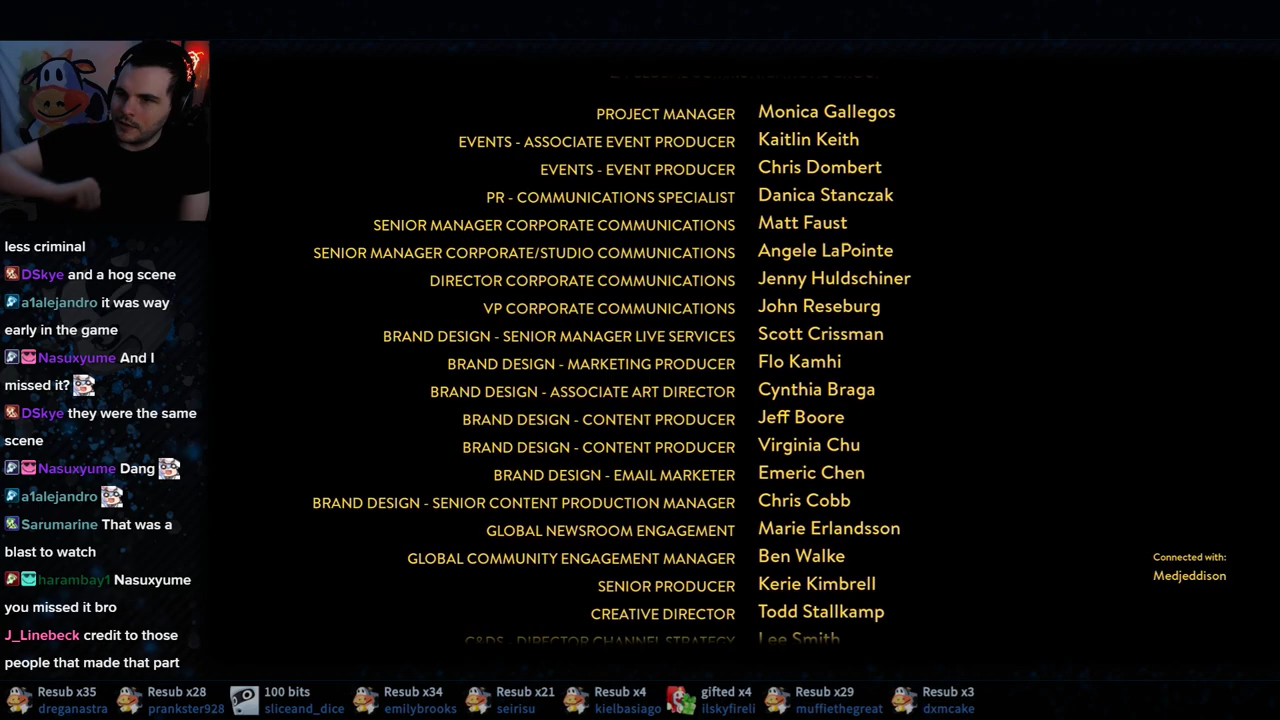 PROJECT MANAGER Monica Gallegos
EVENTS - ASSOCIATE EVENT PRODUCER Kaitlin Keith
EVENTS - EVENT PRODUCER Chris Dombert
PR - COMMUNICATIONS SPECIALIST Danica Stanczak
SENIOR MANAGER CORPORATE COMMUNICATIONS Matt Faust
SENIOR MANAGER CORPORATE/STUDIO COMMUNICATIONS Angele LaPointe
DIRECTOR CORPORATE COMMUNICATIONS Jenny Huldschiner
VP CORPORATE COMMUNICATIONS John Reseburg
BRAND DESIGN - SENIOR MANAGER LIVE SERVICES Scott Crissman
BRAND DESIGN - MARKETING PRODUCER Flo Kamhi
BRAND DESIGN - ASSOCIATE ART DIRECTOR Cynthia Braga
BRAND DESIGN - CONTENT PRODUCER Jeff Boore
BRAND DESIGN - CONTENT PRODUCER Virginia Chu
BRAND DESIGN - EMAIL MARKETER Emeric Chen
BRAND DESIGN - SENIOR CONTENT PRODUCTION MANAGER Chris Cobb
GLOBAL NEWSROOM ENGAGEMENT Marie Erlandsson
GLOBAL COMMUNITY ENGAGEMENT MANAGER Ben Walke
SENIOR PRODUCER Kerie Kimbrell
CREATIVE DIRECTOR Todd Stallkamp
C&DS - DIRECTOR CHANNEL STRATEGY Lee Smith
Connected with:
Medjeddison
less criminal
DSkye and a hog scene
a1alejandro it was way
early in the game
Nasuxyume And I
missed it?
DSkye they were the same
scene
Nasuxyume Dang
a1alejandro
Sarumarine That was a
blast to watch
harambay1 Nasuxyume
you missed it bro
J_Linebeck credit to those
people that made that part
Resub x35
dreganastra
Resub x28
prankster928
100 bits
sliceand_dice
Resub x34
emilybrooks
Resub x21
seirisu
Resub x4
kielbasiago
gifted x4
ilskyfireli
Resub x29
muffiethegreat
Resub x3
dxmcake